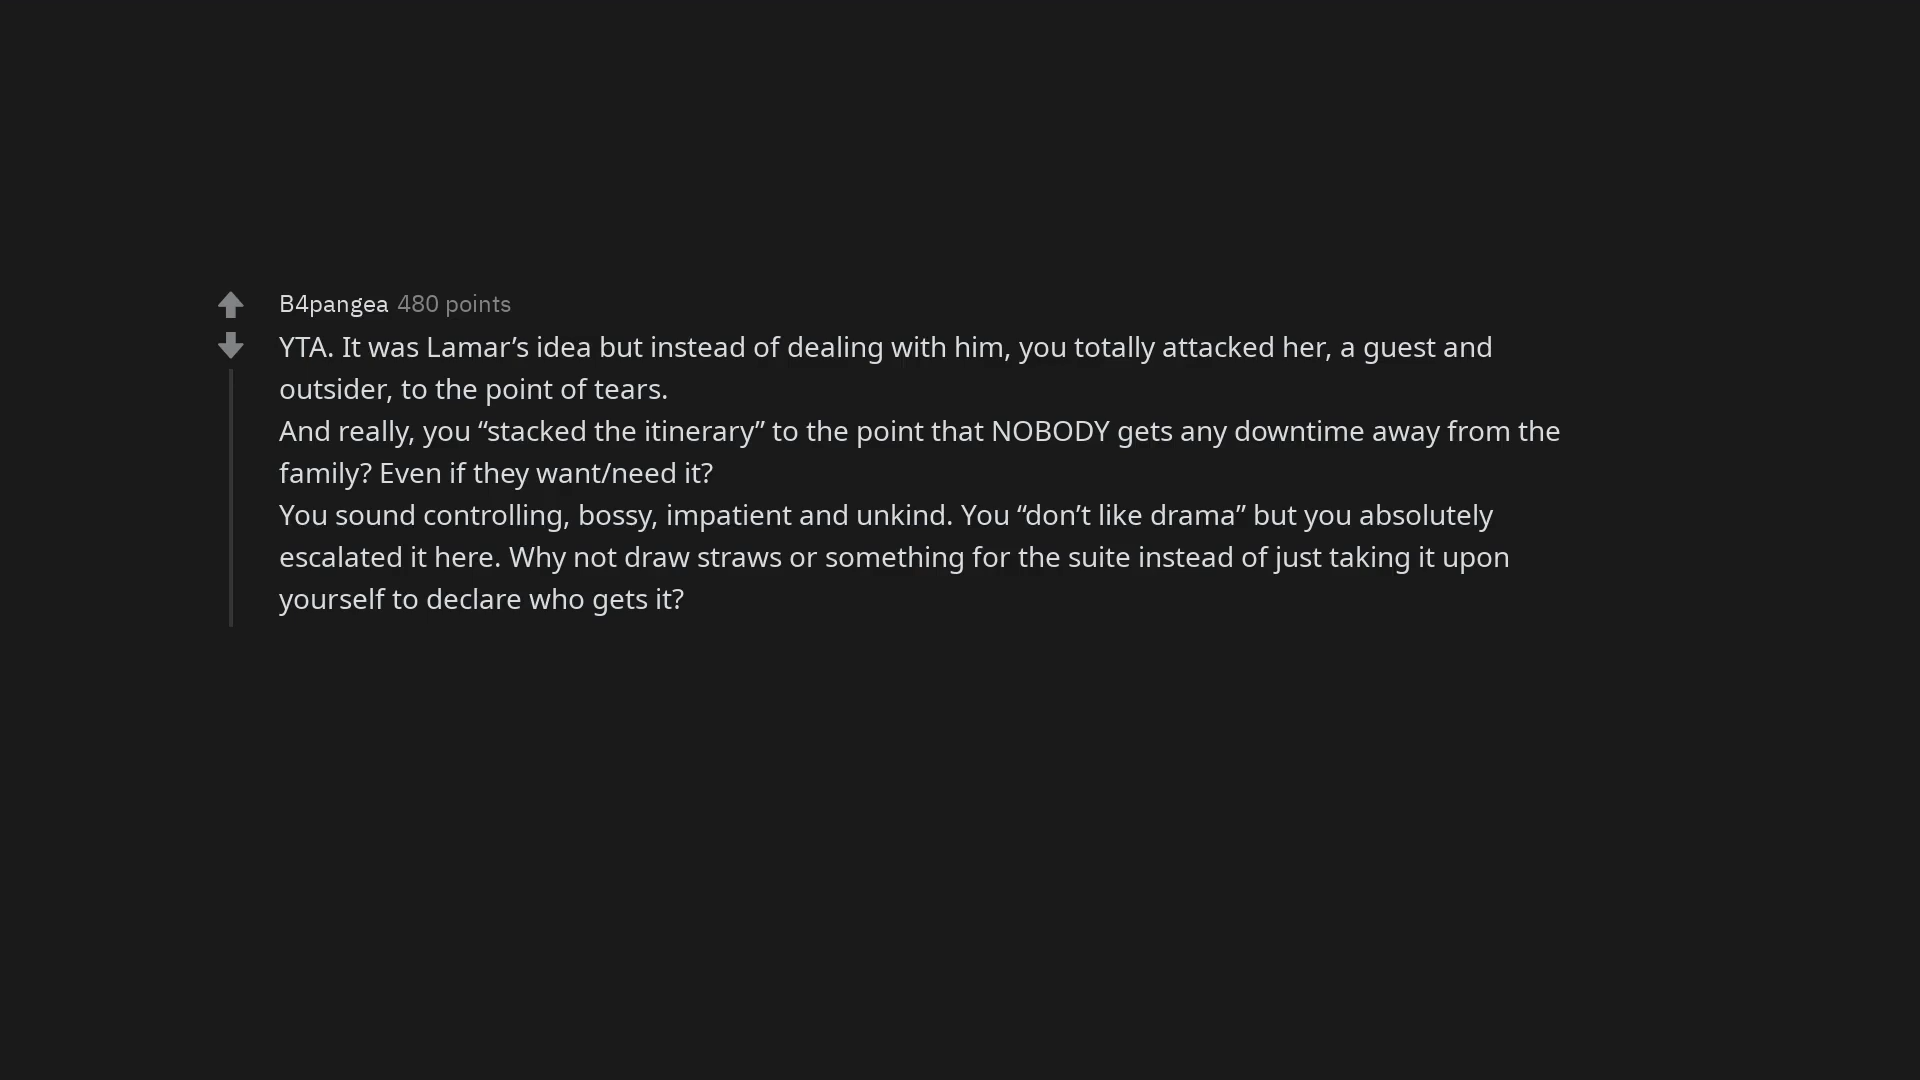 B4pangea 480 points
YTA. It was Lamar’s idea but instead of dealing with him, you totally attacked her, a guest and
outsider, to the point of tears.
And really, you “stacked the itinerary” to the point that NOBODY gets any downtime away from the
family? Even if they want/need it?
You sound controlling, bossy, impatient and unkind. You “don’t like drama” but you absolutely
escalated it here. Why not draw straws or something for the suite instead of just taking it upon
yourself to declare who gets it?